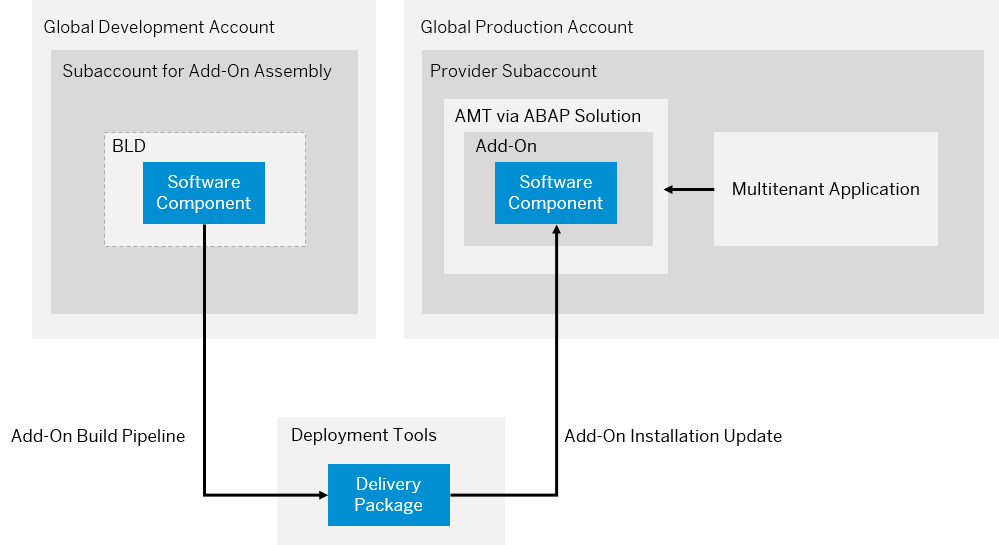 Global Development Account
Subaccount for Add-On Assembly
BLD
Software
Component
Global Production Account
Provider Subaccount
AMT via ABAP Solution
Add-On
Software
Component
Multitenant Application
Add-On Build Pipeline
Deployment Tools
Delivery
Package
Add-On Installation Update